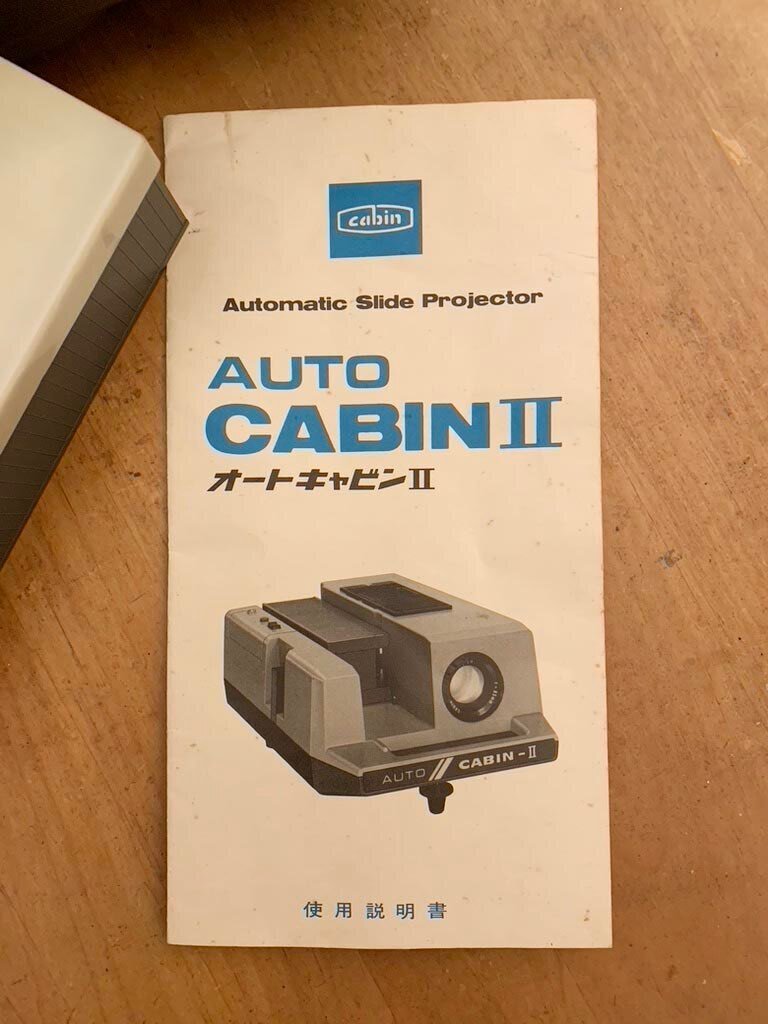 cabin
Automatic Slide Projector
AUTO
CABIN II
オートキャビンII
AUTO // CABIN-II
使用説明書